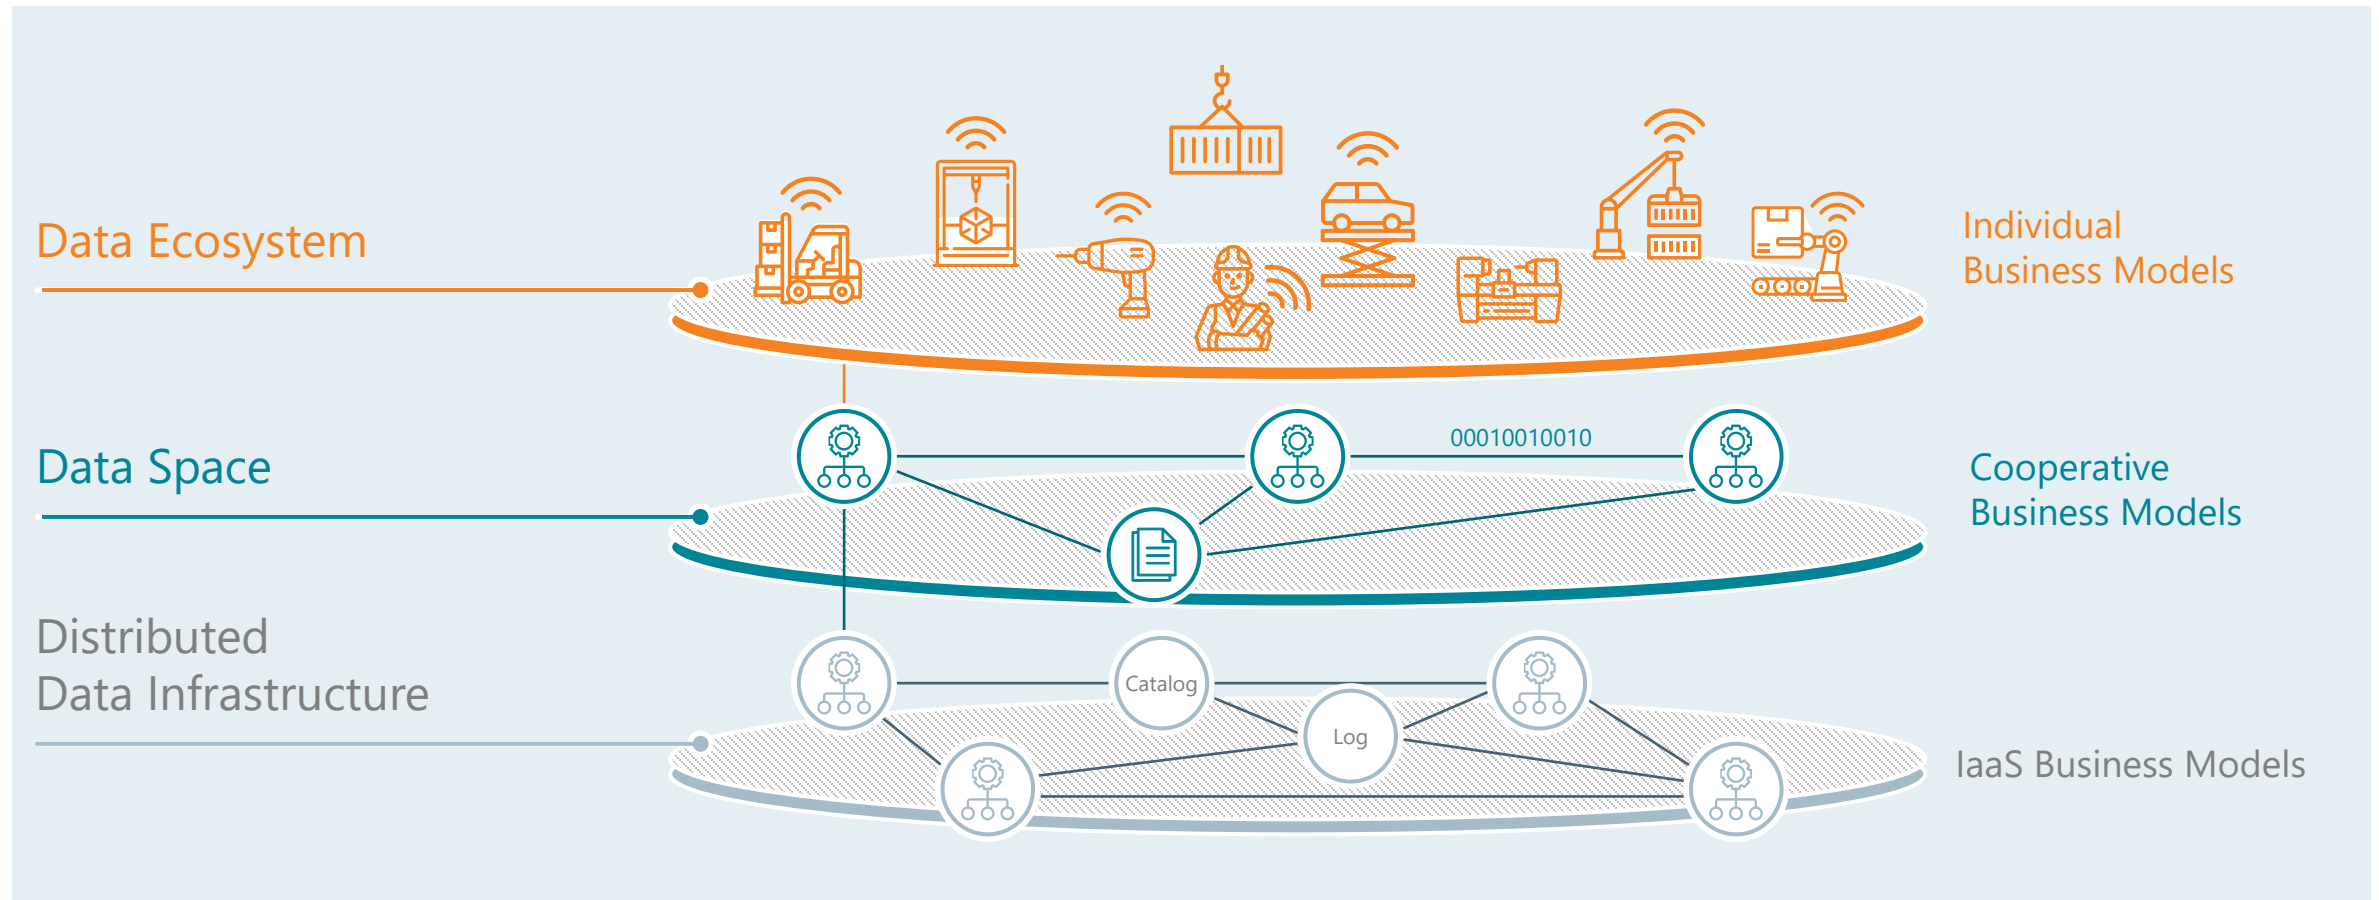 Data Ecosystem
Individual
Business Models
00010010010
Data Space
Cooperative
Business Models
Distributed
Data Infrastructure
Catalog
Log
IaaS Business Models